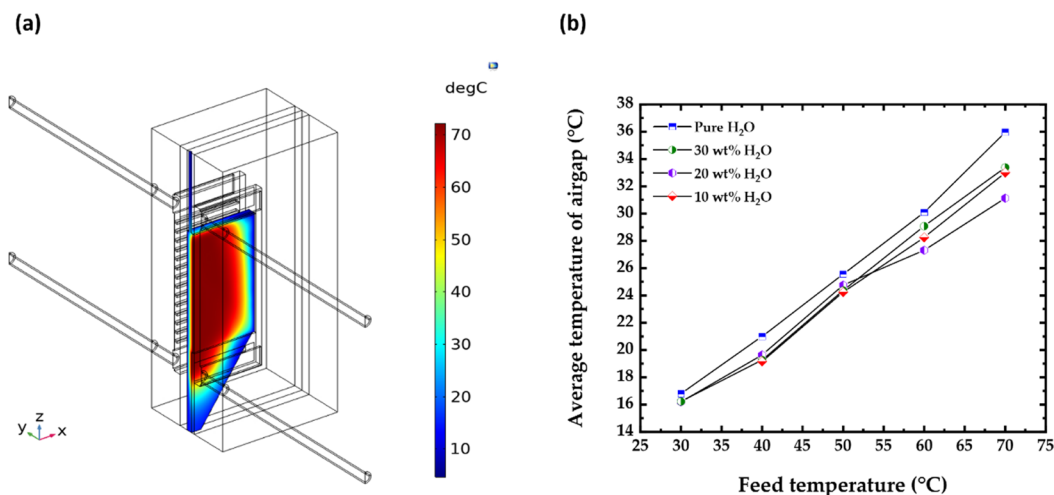 (a)
degC
70
60
50
40
30
20
10
y z x
(b)
Average temperature of airgap (°C)
38
36
34
32
30
28
26
24
22
20
18
16
14
Pure H₂O
30 wt% H₂O
20 wt% H₂O
10 wt% H₂O
25 30 35 40 45 50 55 60 65 70 75
Feed temperature (°C)